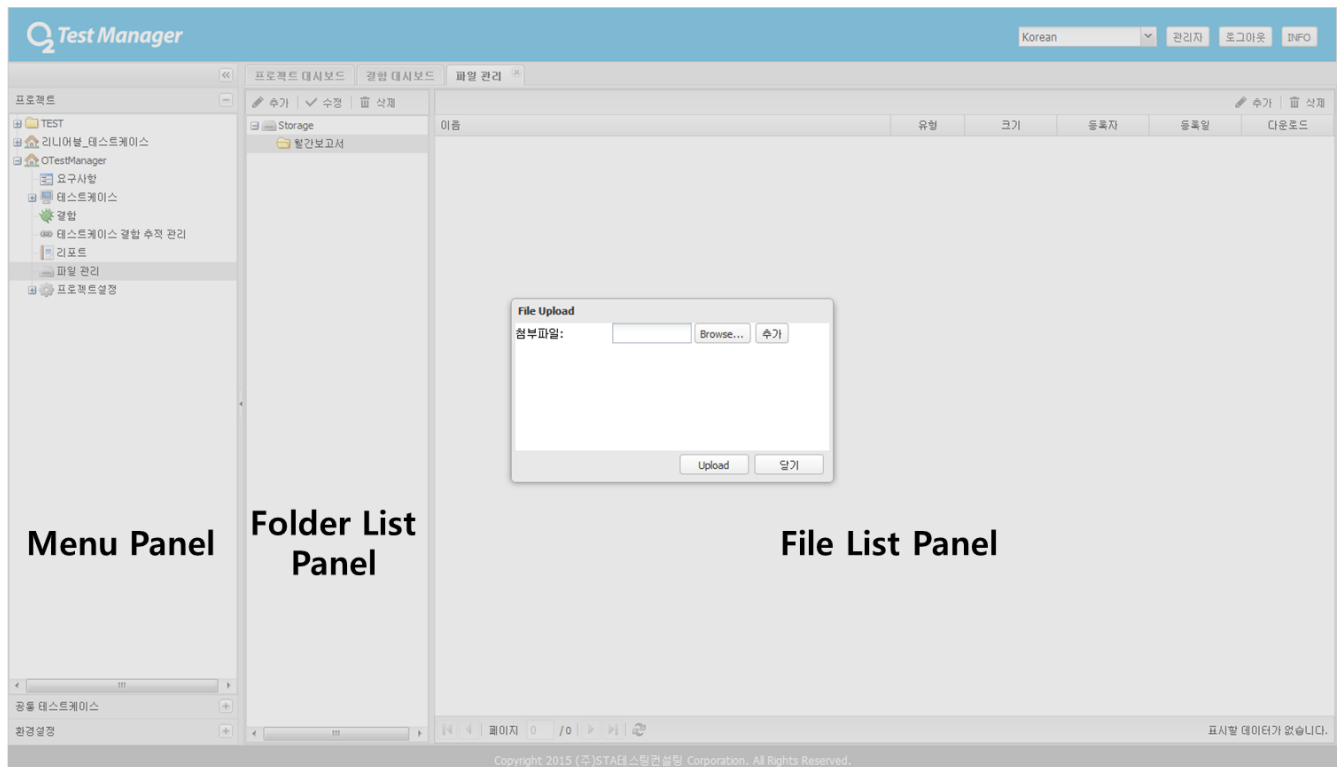 O2 Test Manager
Korean
관리자
로그아웃
INFO
프로젝트 대시보드
결함 대시보드
파일 관리
프로젝트
추가
수정
삭제
추가
삭제
TEST
리니어블_테스트케이스
OTestManager
요구사항
테스트케이스
결함
테스트케이스 결함 추적 관리
리포트
파일 관리
프로젝트설정
Storage
월간보고서
이름
유형
크기
등록자
등록일
다운로드
File Upload
첨부파일:
Browse...
추가
Upload
닫기
Menu Panel
Folder List
Panel
File List Panel
공통 테스트케이스
환경설정
페이지
0
/ 0
표시할 데이터가 없습니다.
Copyright 2015 (주)STA테스팅컨설팅 Corporation. All Rights Reserved.